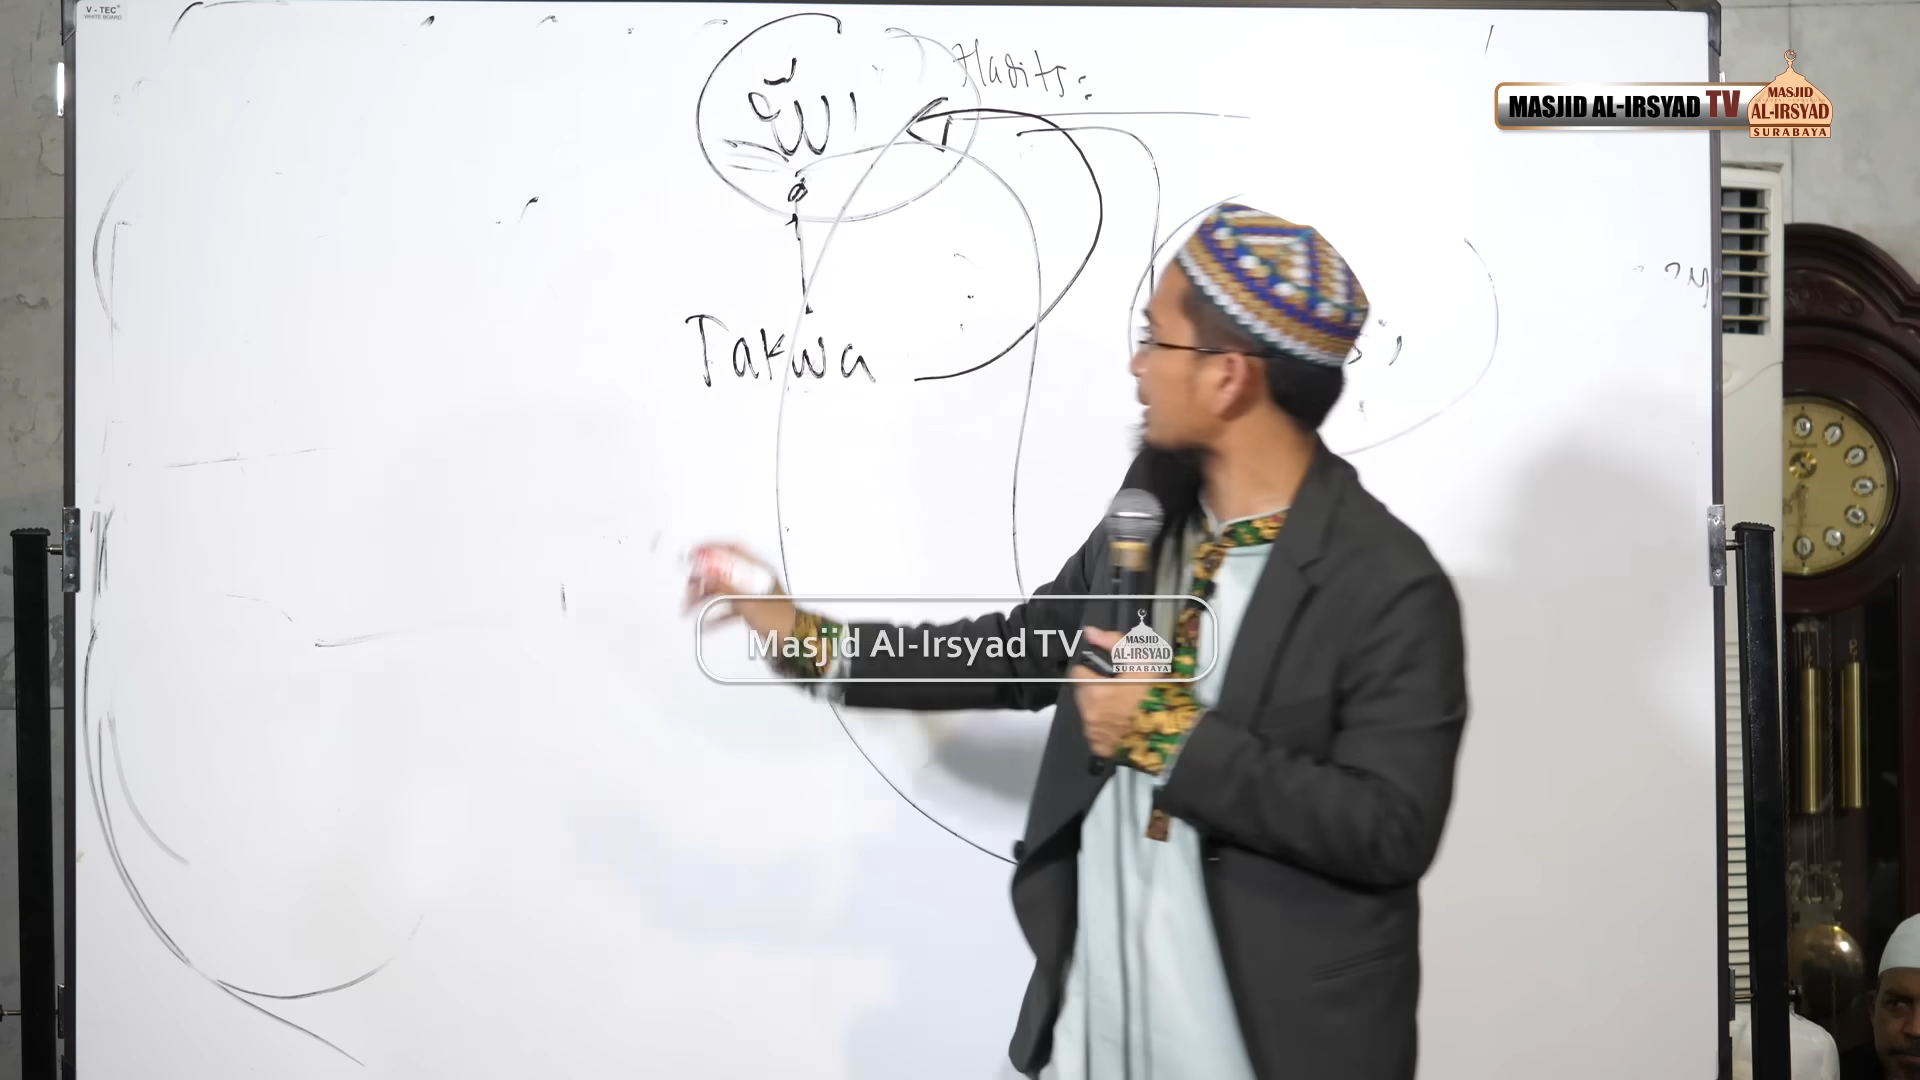 V-TEC
WHITE BOARD
الله
Hadits:
MASJID AL-IRSYAD TV
MASJID
AL-IRSYAD
SURABAYA
Takwa
Masjid Al-Irsyad TV
MASJID
AL-IRSYAD
SURABAYA